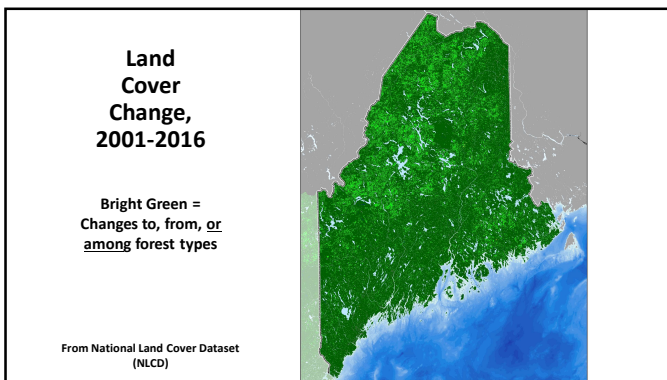 Land
Cover
Change,
2001-2016
Bright Green =
Changes to, from, or
among forest types
From National Land Cover Dataset
(NLCD)